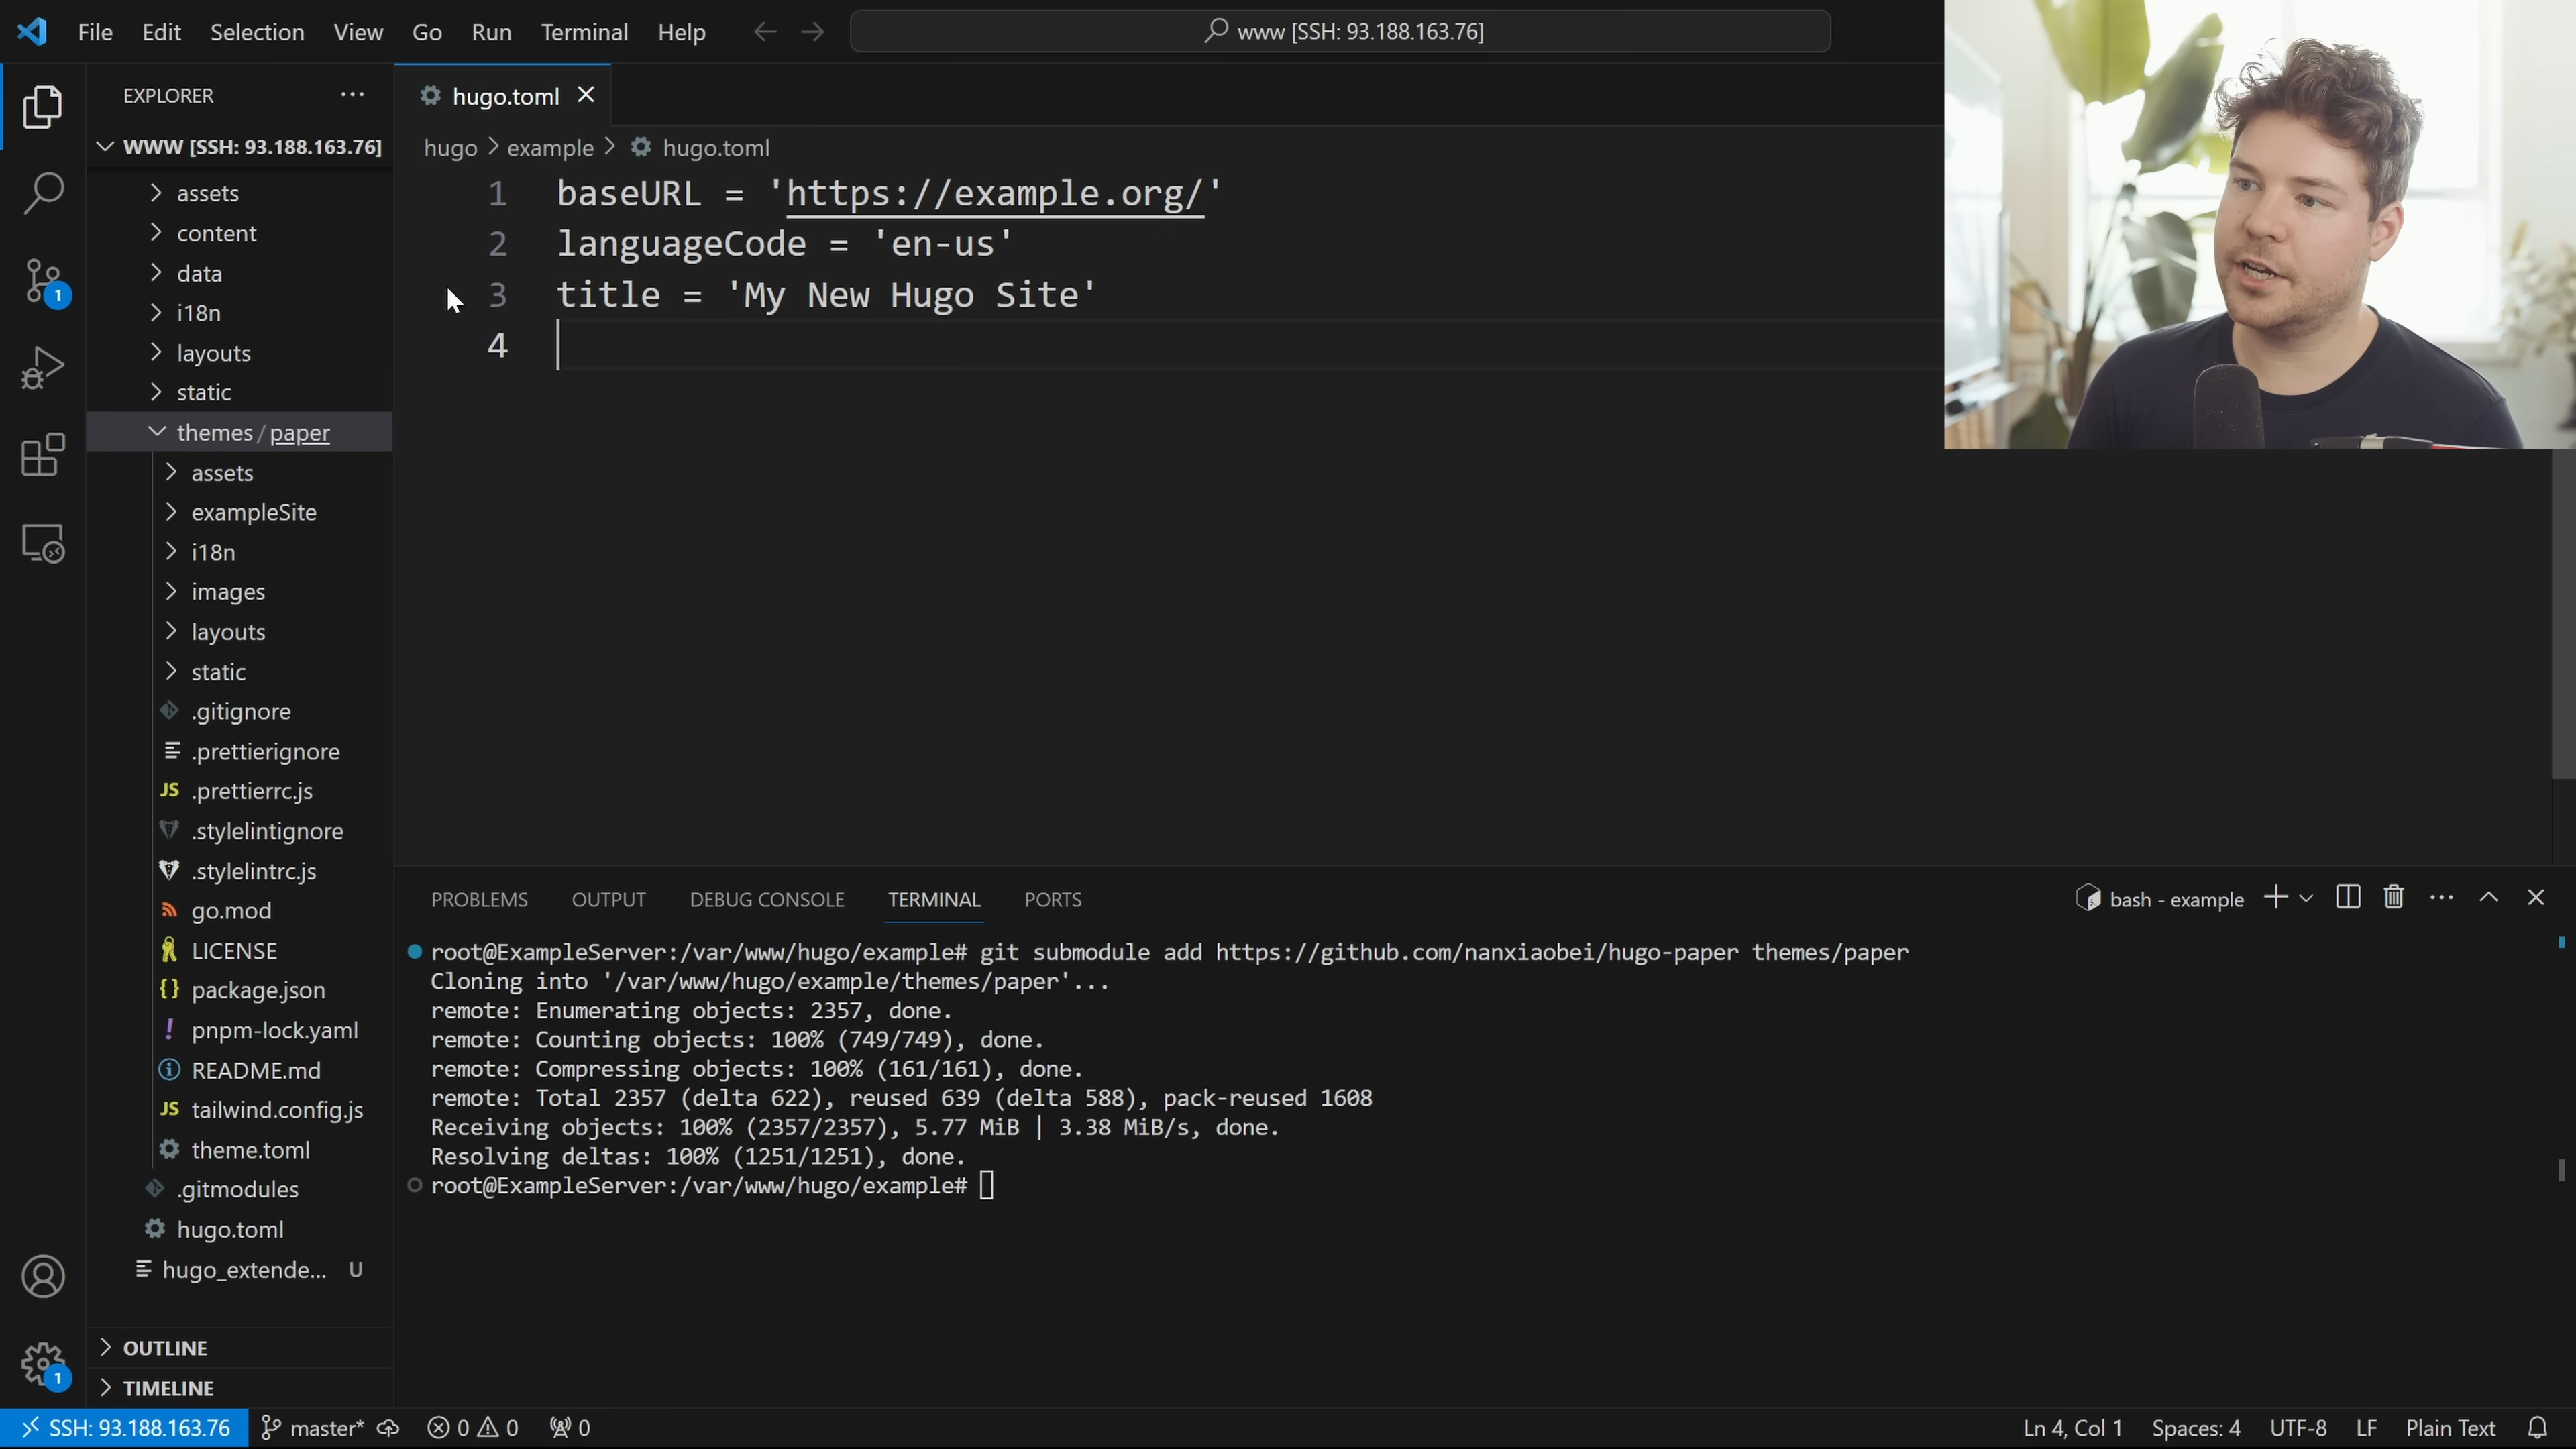 File Edit Selection View Go Run Terminal Help
www [SSH: 93.188.163.76]
EXPLORER
WWW [SSH: 93.188.163.76]
assets
content
data
i18n
layouts
static
themes/paper
assets
exampleSite
i18n
images
layouts
static
.gitignore
.prettierignore
JS .prettierrc.js
.stylelintignore
.stylelintrc.js
go.mod
LICENSE
{} package.json
! pnpm-lock.yaml
README.md
JS tailwind.config.js
theme.toml
.gitmodules
hugo.toml
hugo_extende... U
OUTLINE
TIMELINE
1
1
hugo.toml
hugo > example > hugo.toml
1 baseURL = 'https://example.org/'
2 languageCode = 'en-us'
3 title = 'My New Hugo Site'
4
PROBLEMS OUTPUT DEBUG CONSOLE TERMINAL PORTS
bash - example
root@ExampleServer:/var/www/hugo/example# git submodule add https://github.com/nanxiaobei/hugo-paper themes/paper
Cloning into '/var/www/hugo/example/themes/paper'...
remote: Enumerating objects: 2357, done.
remote: Counting objects: 100% (749/749), done.
remote: Compressing objects: 100% (161/161), done.
remote: Total 2357 (delta 622), reused 639 (delta 588), pack-reused 1608
Receiving objects: 100% (2357/2357), 5.77 MiB | 3.38 MiB/s, done.
Resolving deltas: 100% (1251/1251), done.
root@ExampleServer:/var/www/hugo/example#
SSH: 93.188.163.76 master* 0 0 0 Ln 4, Col 1 Spaces: 4 UTF-8 LF Plain Text